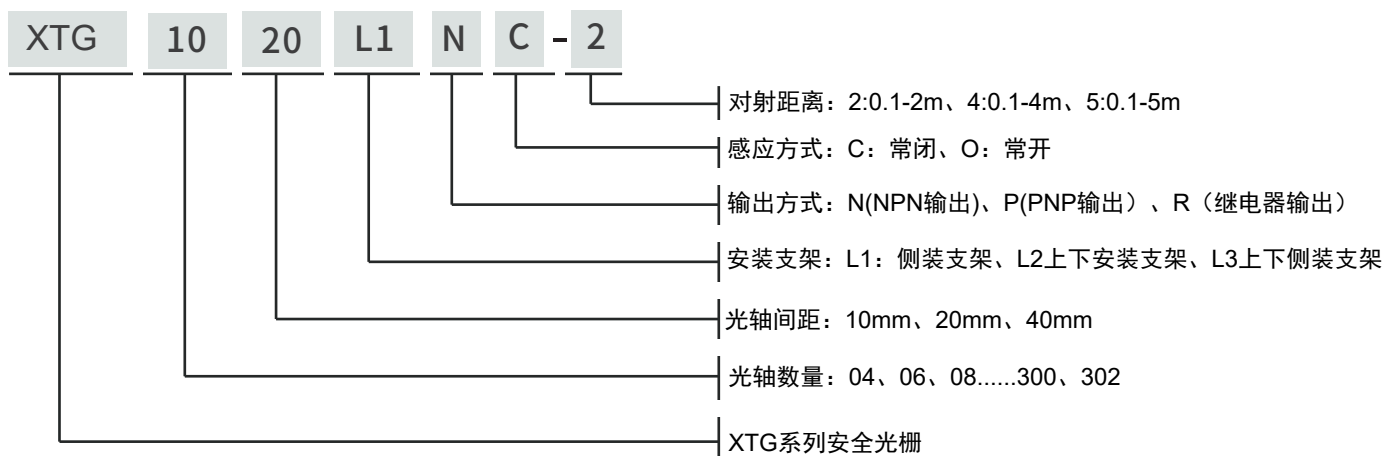 XTG 10 20 L1 N C - 2
对射距离：2:0.1-2m、4:0.1-4m、5:0.1-5m
感应方式：C：常闭、O：常开
输出方式：N(NPN输出)、P(PNP输出）、R（继电器输出）
安装支架：L1：侧装支架、L2上下安装支架、L3上下侧装支架
光轴间距：10mm、20mm、40mm
光轴数量：04、06、08......300、302
XTG系列安全光栅